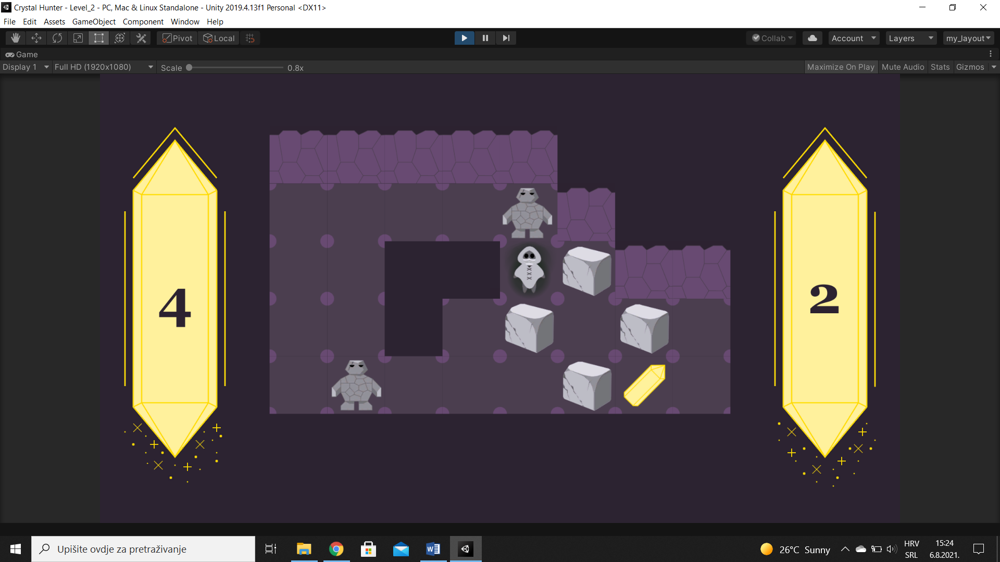 Crystal Hunter - Level_2 - PC, Mac & Linux Standalone - Unity 2019.4.13f1 Personal <DX11>
File Edit Assets GameObject Component Window Help
Pivot Local Collab Account Layers my_layout
Game
Display 1 Full HD (1920x1080) Scale 0.8x Maximize On Play Mute Audio Stats Gizmos
4
2
Upišite ovdje za pretraživanje
26°C Sunny
HRV
SRL
15:24
6.8.2021.